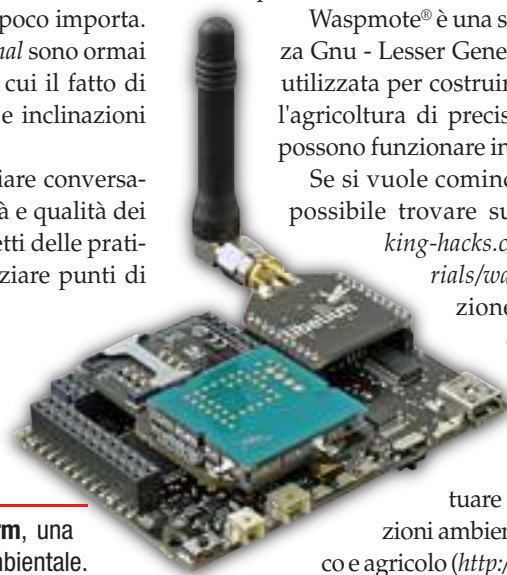 poco importa.
nal sono ormai
cui il fatto di
e inclinazioni
iare conversa-
à e qualità dei
etti delle prati-
ziare punti di
rm, una
mbientale.
Waspmote® è una s
za Gnu - Lesser Gene
utilizzata per costruir
l'agricoltura di precis
possono funzionare in
Se si vuole cominc
possibile trovare su
king-hacks.c
rials/wa
zione
tuare
zioni ambien
co e agricolo (http:/
libelium